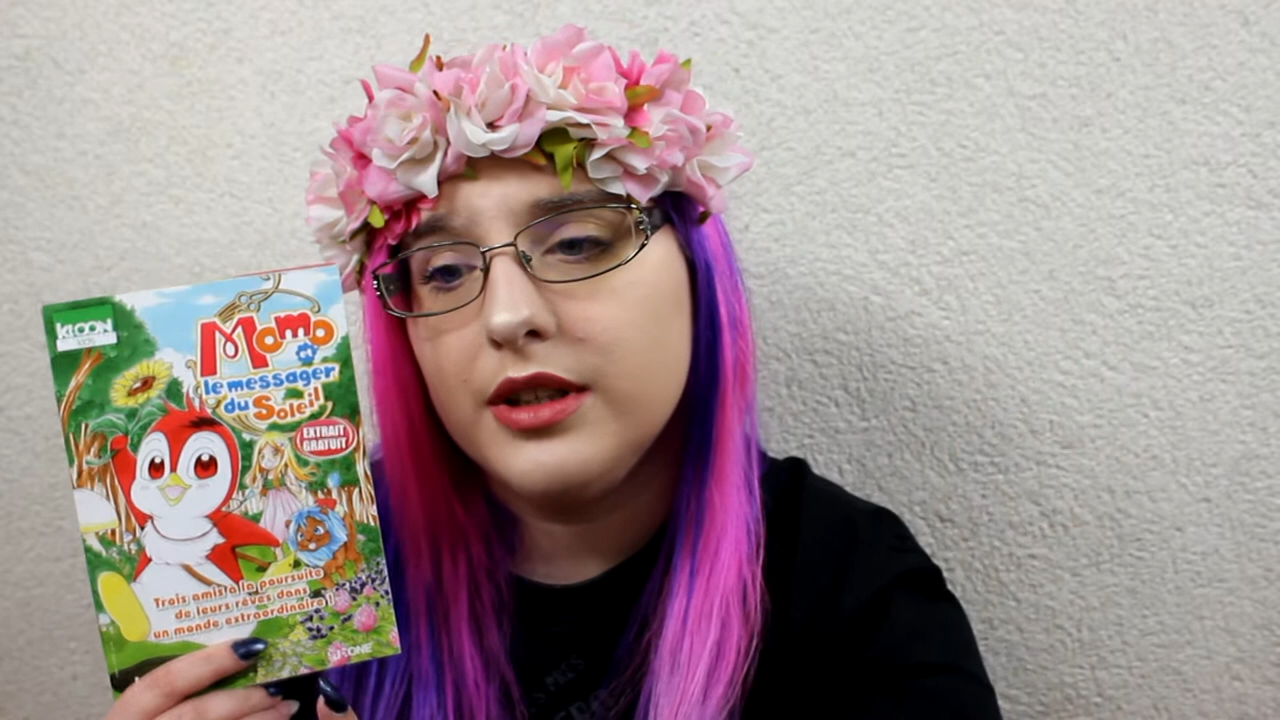 KI-OON
KIDS
Momo
et
le messager
du Soleil
EXTRAIT
GRATUIT
Trois amis à la poursuite
de leurs rêves dans
un monde extraordinaire !